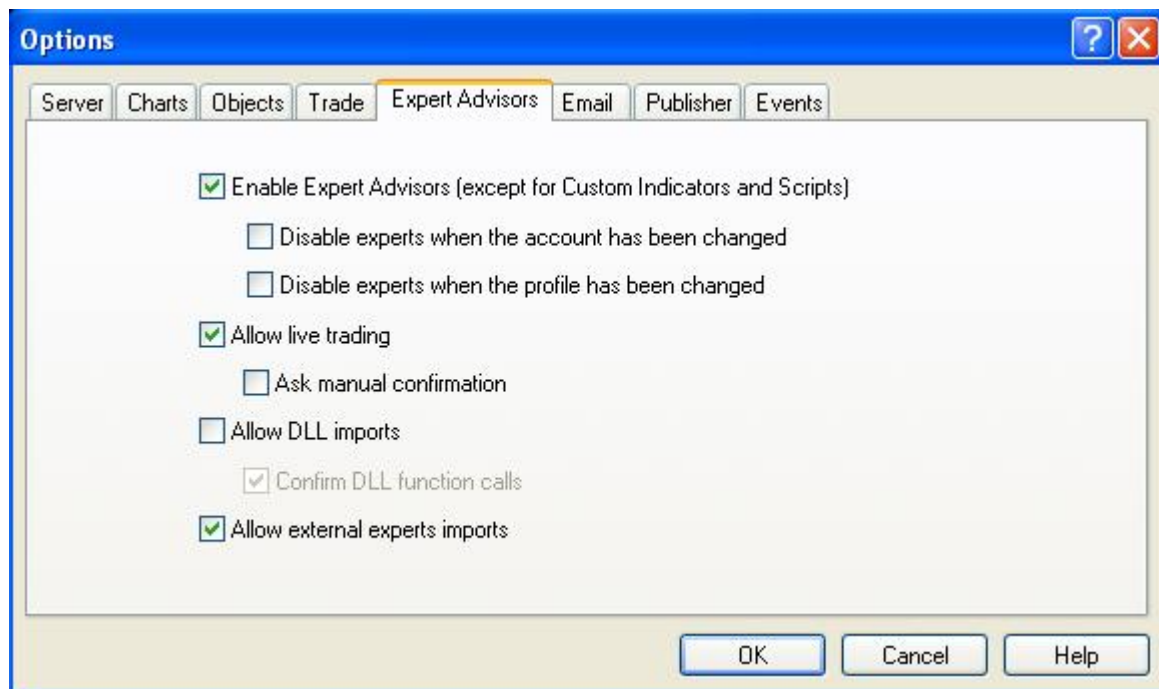 Options
Server Charts Objects Trade Expert Advisors Email Publisher Events
Enable Expert Advisors (except for Custom Indicators and Scripts)
Disable experts when the account has been changed
Disable experts when the profile has been changed
Allow live trading
Ask manual confirmation
Allow DLL imports
Confirm DLL function calls
Allow external experts imports
OK Cancel Help